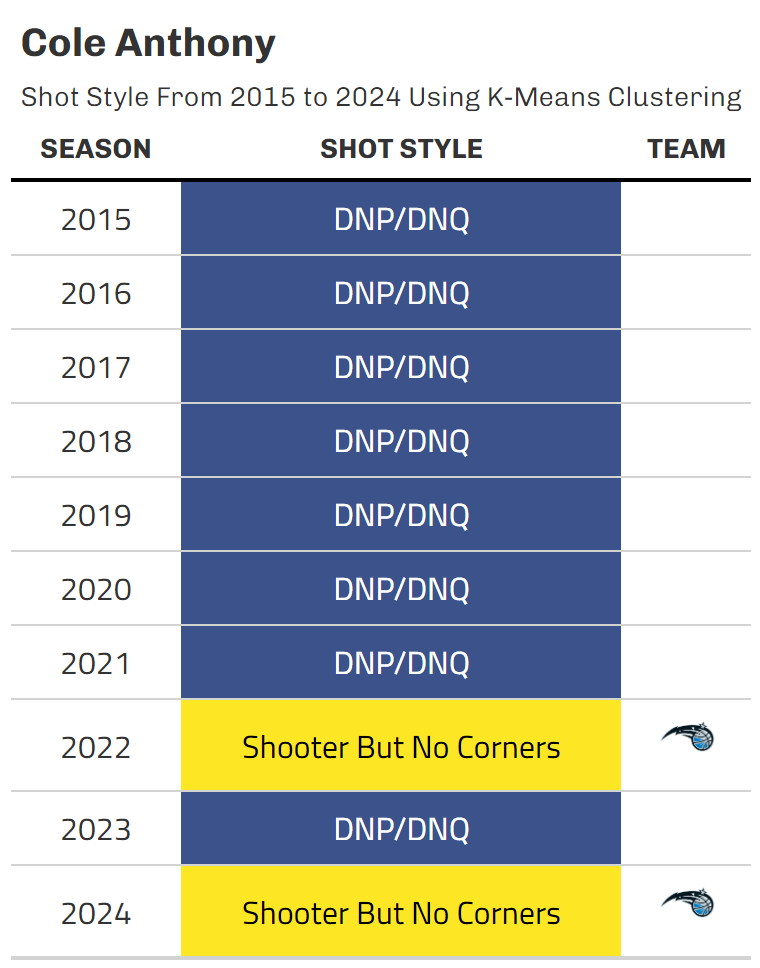 Cole Anthony
Shot Style From 2015 to 2024 Using K-Means Clustering
SEASON SHOT STYLE TEAM
2015 DNP/DNQ
2016 DNP/DNQ
2017 DNP/DNQ
2018 DNP/DNQ
2019 DNP/DNQ
2020 DNP/DNQ
2021 DNP/DNQ
2022 Shooter But No Corners
2023 DNP/DNQ
2024 Shooter But No Corners